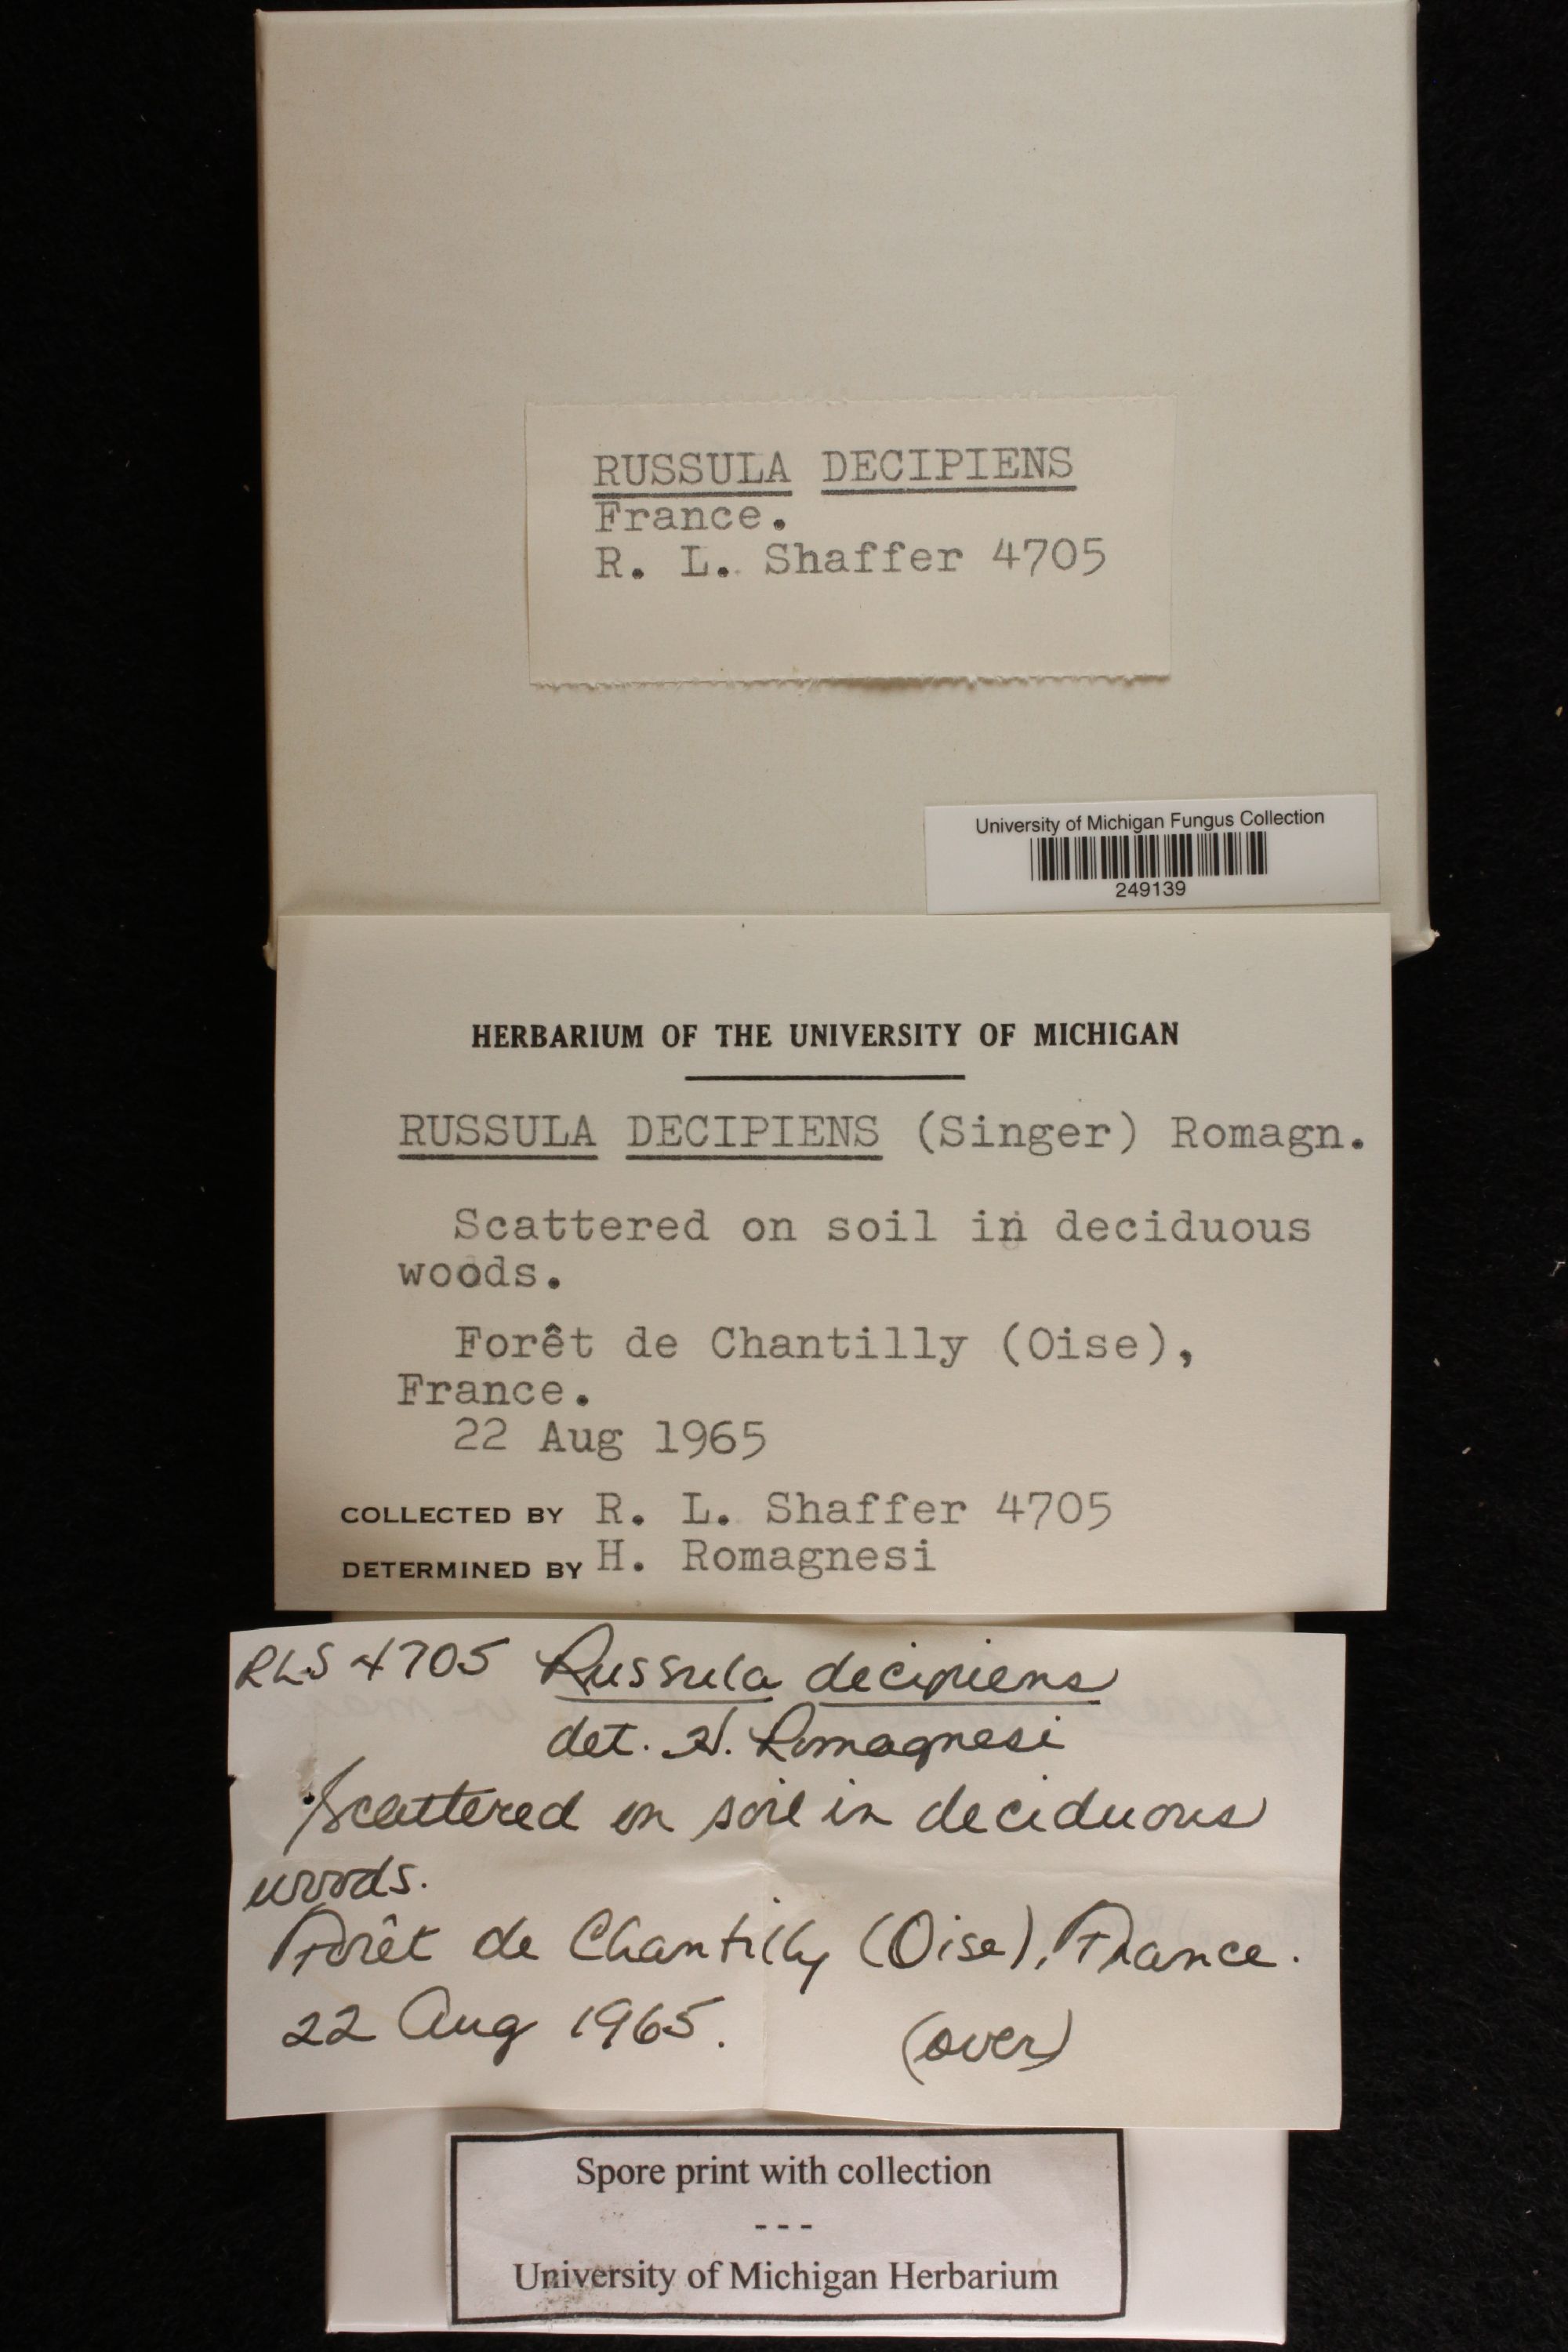 RUSSULA DECIPIENS
France.
R. L. Shaffer 4705
University of Michigan Fungus Collection
249139
HERBARIUM OF THE UNIVERSITY OF MICHIGAN
RUSSULA DECIPIENS (Singer) Romagn.
Scattered on soil in deciduous
woods.
Forêt de Chantilly (Oise),
France.
22 Aug 1965
COLLECTED BY R. L. Shaffer 4705
DETERMINED BY H. Romagnesi
RLS 4705 Russula decipiens
det. H. Romagnesi
Scattered on soil in deciduous
woods.
Forêt de Chantilly (Oise), France.
22 Aug 1965. (over)
Spore print with collection
---
University of Michigan Herbarium